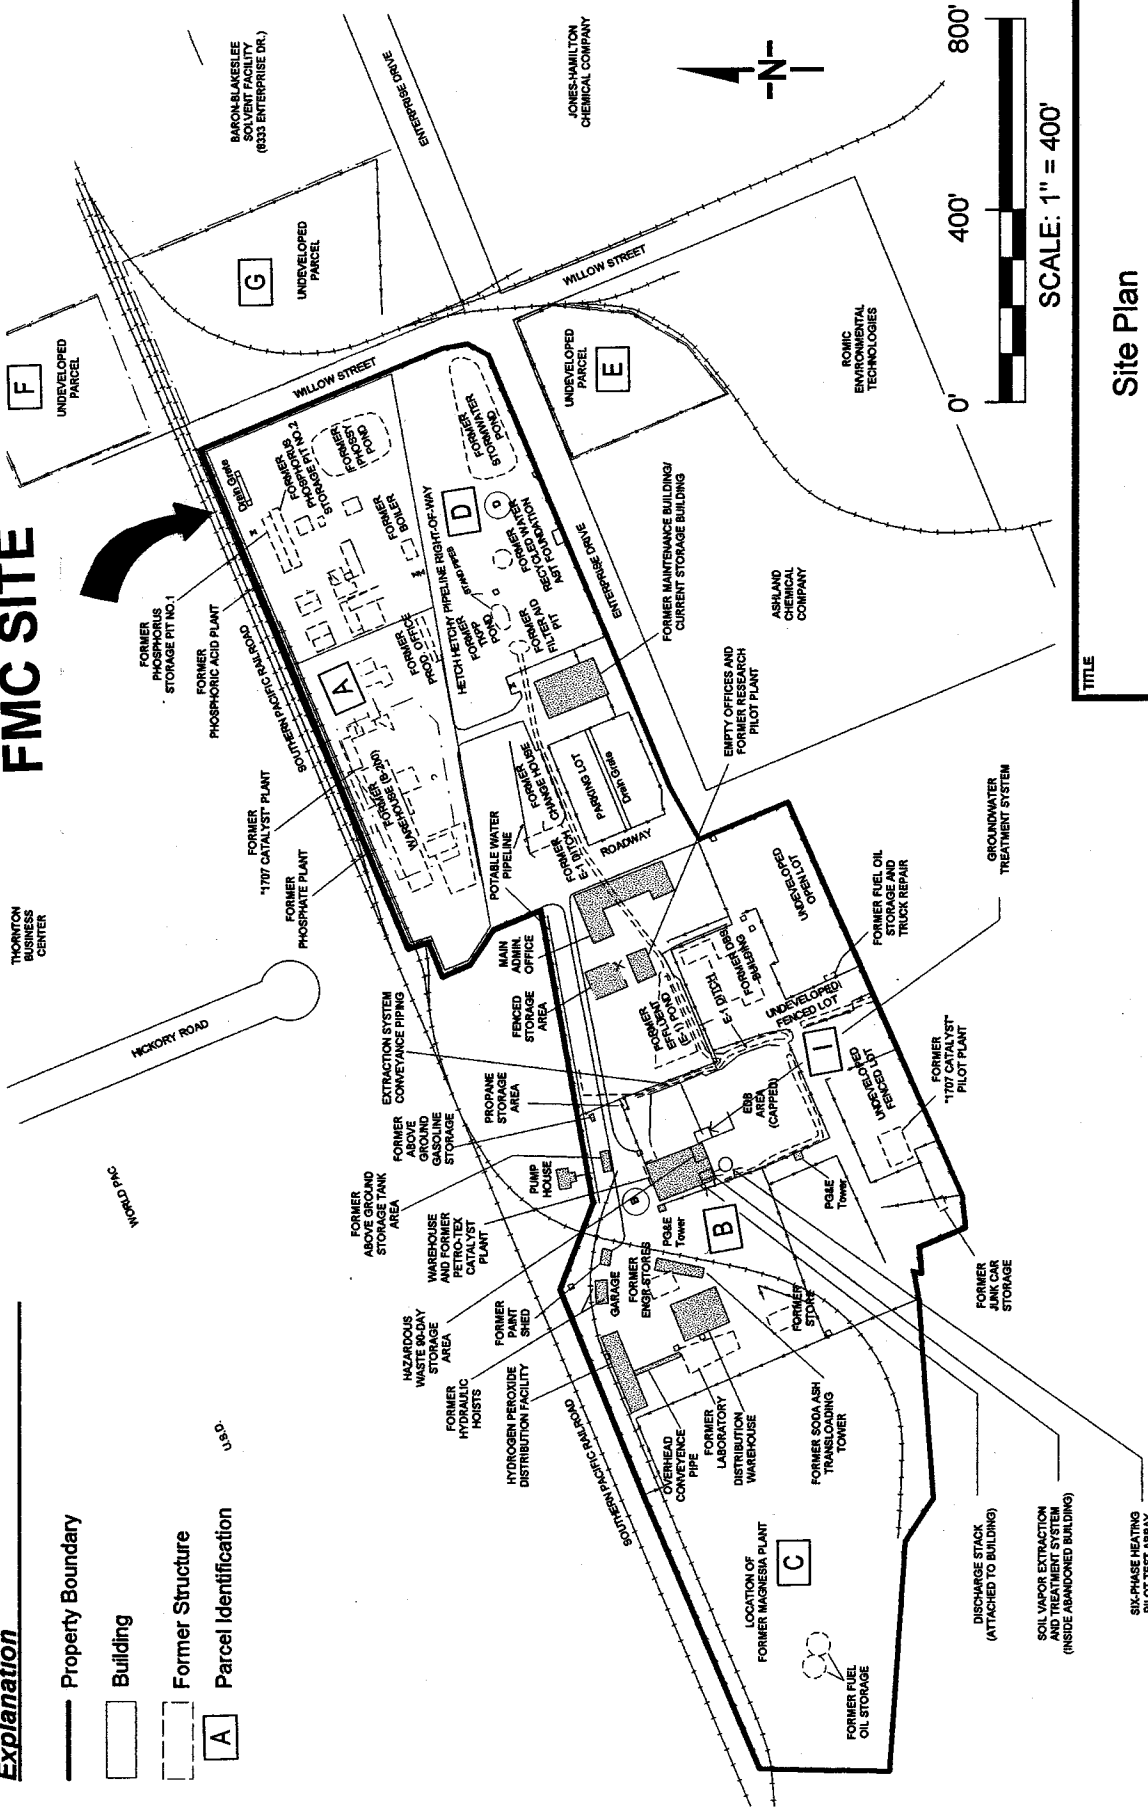 FMC SITE
Explanation
Property Boundary
Building
Former Structure
A
Parcel Identification
U.S.D.
WORLD PAC
HICKORY ROAD
THORNTON
BUSINESS
CENTER
FORMER
PHOSPHATE PLANT
FORMER
"1707 CATALYST" PLANT
FORMER
PHOSPHORIC ACID PLANT
FORMER
PHOSPHORUS
STORAGE PIT NO.1
SOUTHERN PACIFIC RAILROAD
F
UNDEVELOPED
PARCEL
G
UNDEVELOPED
PARCEL
BARON-BLAKESLEE
SOLVENT FACILITY
(8333 ENTERPRISE DR.)
ENTERPRISE DRIVE
JONES-HAMILTON
CHEMICAL COMPANY
-N-
WILLOW STREET
WILLOW STREET
Drain Grate
FORMER
PHOSPHORUS
STORAGE PIT NO.2
FORMER
PHOSSY
POND
FORMER
BOILER
A
FORMER
WAREHOUSE (B-200)
FORMER
PROD. OFFICE
HETCH HETCHY PIPELINE RIGHT-OF-WAY
D
STAND PIPES
FORMER
STORMWATER
POND
FORMER
RECYCLED WATER
AST FOUNDATION
FORMER
TKPP
POND
FORMER
FILTER AID
PIT
ENTERPRISE DRIVE
E
UNDEVELOPED
PARCEL
ROMIC
ENVIRONMENTAL
TECHNOLOGIES
ASHLAND
CHEMICAL
COMPANY
FORMER MAINTENANCE BUILDING/
CURRENT STORAGE BUILDING
EMPTY OFFICES AND
FORMER RESEARCH
PILOT PLANT
POTABLE WATER
PIPELINE
FORMER
CHANGE HOUSE
PARKING LOT
Drain Grate
FORMER
E-1 DITCH
ROADWAY
MAIN
ADMIN.
OFFICE
FENCED
STORAGE
AREA
EXTRACTION SYSTEM
CONVEYANCE PIPING
PROPANE
STORAGE
AREA
FORMER
ABOVE GROUND
GASOLINE
STORAGE
FORMER
ABOVE GROUND
STORAGE TANK
AREA
PUMP
HOUSE
WAREHOUSE
AND FORMER
PETRO-TEX
CATALYST
PLANT
HAZARDOUS
WASTE 90-DAY
STORAGE
AREA
FORMER
PAINT
SHED
FORMER
HYDRAULIC
HOISTS
HYDROGEN PEROXIDE
DISTRIBUTION FACILITY
SOUTHERN PACIFIC RAILROAD
FORMER
EFFLUENT
(E-1) POND
E-1 DITCH
FORMER DBS
BUILDING
UNDEVELOPED
OPEN LOT
UNDEVELOPED/
FENCED LOT
FORMER FUEL OIL
STORAGE AND
TRUCK REPAIR
GROUNDWATER
TREATMENT SYSTEM
I
UNDEVELOPED
FENCED LOT
FORMER
"1707 CATALYST"
PILOT PLANT
EDB
AREA
(CAPPED)
PG&E
Tower
PG&E
Tower
B
GARAGE
FORMER
ENGR-STORES
FORMER
STORE
FORMER
JUNK CAR
STORAGE
OVERHEAD
CONVEYENCE
PIPE
FORMER
LABORATORY
DISTRIBUTION
WAREHOUSE
FORMER SODA ASH
TRANSLOADING
TOWER
LOCATION OF
FORMER MAGNESIA PLANT
C
FORMER FUEL
OIL STORAGE
DISCHARGE STACK
(ATTACHED TO BUILDING)
SOIL VAPOR EXTRACTION
AND TREATMENT SYSTEM
(INSIDE ABANDONED BUILDING)
SIX-PHASE HEATING
PILOT TEST ARRAY
0'
400'
800'
SCALE: 1" = 400'
TITLE
Site Plan